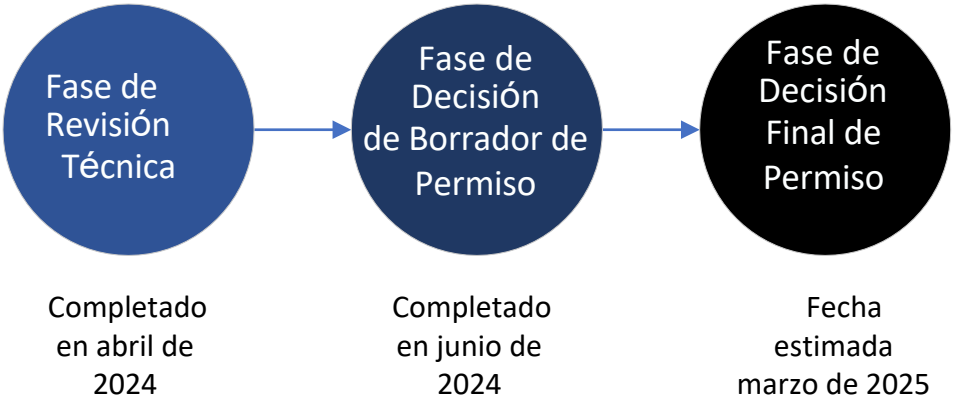 Fase de
Revisión
Técnica
Fase de
Decisión
de Borrador de
Permiso
Fase de
Decisión
Final de
Permiso
Completado
en abril de
2024
Completado
en junio de
2024
Fecha
estimada
marzo de 2025